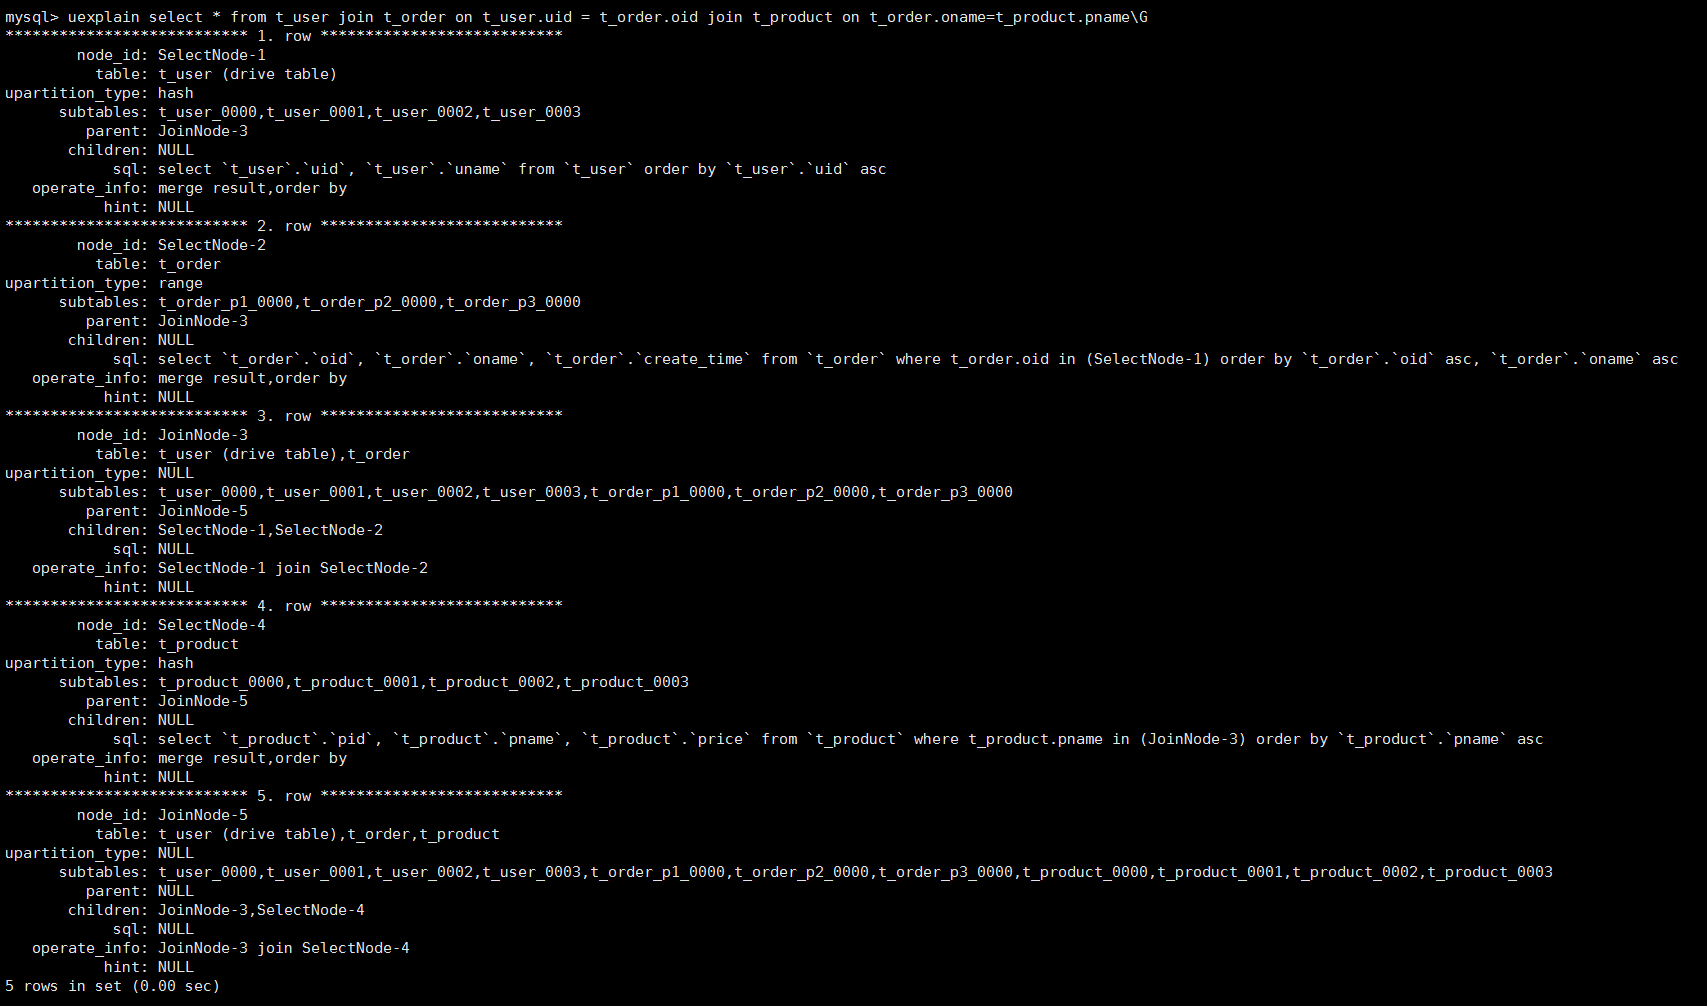 mysql> uexplain select * from t_user join t_order on t_user.uid = t_order.oid join t_product on t_order.oname=t_product.pname\G
*************************** 1. row ***************************
        node_id: SelectNode-1
          table: t_user (drive table)
upartition_type: hash
      subtables: t_user_0000,t_user_0001,t_user_0002,t_user_0003
         parent: JoinNode-3
       children: NULL
            sql: select `t_user`.`uid`, `t_user`.`uname` from `t_user` order by `t_user`.`uid` asc
   operate_info: merge result,order by
           hint: NULL
*************************** 2. row ***************************
        node_id: SelectNode-2
          table: t_order
upartition_type: range
      subtables: t_order_p1_0000,t_order_p2_0000,t_order_p3_0000
         parent: JoinNode-3
       children: NULL
            sql: select `t_order`.`oid`, `t_order`.`oname`, `t_order`.`create_time` from `t_order` where t_order.oid in (SelectNode-1) order by `t_order`.`oid` asc, `t_order`.`oname` asc
   operate_info: merge result,order by
           hint: NULL
*************************** 3. row ***************************
        node_id: JoinNode-3
          table: t_user (drive table),t_order
upartition_type: NULL
      subtables: t_user_0000,t_user_0001,t_user_0002,t_user_0003,t_order_p1_0000,t_order_p2_0000,t_order_p3_0000
         parent: JoinNode-5
       children: SelectNode-1,SelectNode-2
            sql: NULL
   operate_info: SelectNode-1 join SelectNode-2
           hint: NULL
*************************** 4. row ***************************
        node_id: SelectNode-4
          table: t_product
upartition_type: hash
      subtables: t_product_0000,t_product_0001,t_product_0002,t_product_0003
         parent: JoinNode-5
       children: NULL
            sql: select `t_product`.`pid`, `t_product`.`pname`, `t_product`.`price` from `t_product` where t_product.pname in (JoinNode-3) order by `t_product`.`pname` asc
   operate_info: merge result,order by
           hint: NULL
*************************** 5. row ***************************
        node_id: JoinNode-5
          table: t_user (drive table),t_order,t_product
upartition_type: NULL
      subtables: t_user_0000,t_user_0001,t_user_0002,t_user_0003,t_order_p1_0000,t_order_p2_0000,t_order_p3_0000,t_product_0000,t_product_0001,t_product_0002,t_product_0003
         parent: NULL
       children: JoinNode-3,SelectNode-4
            sql: NULL
   operate_info: JoinNode-3 join SelectNode-4
           hint: NULL
5 rows in set (0.00 sec)